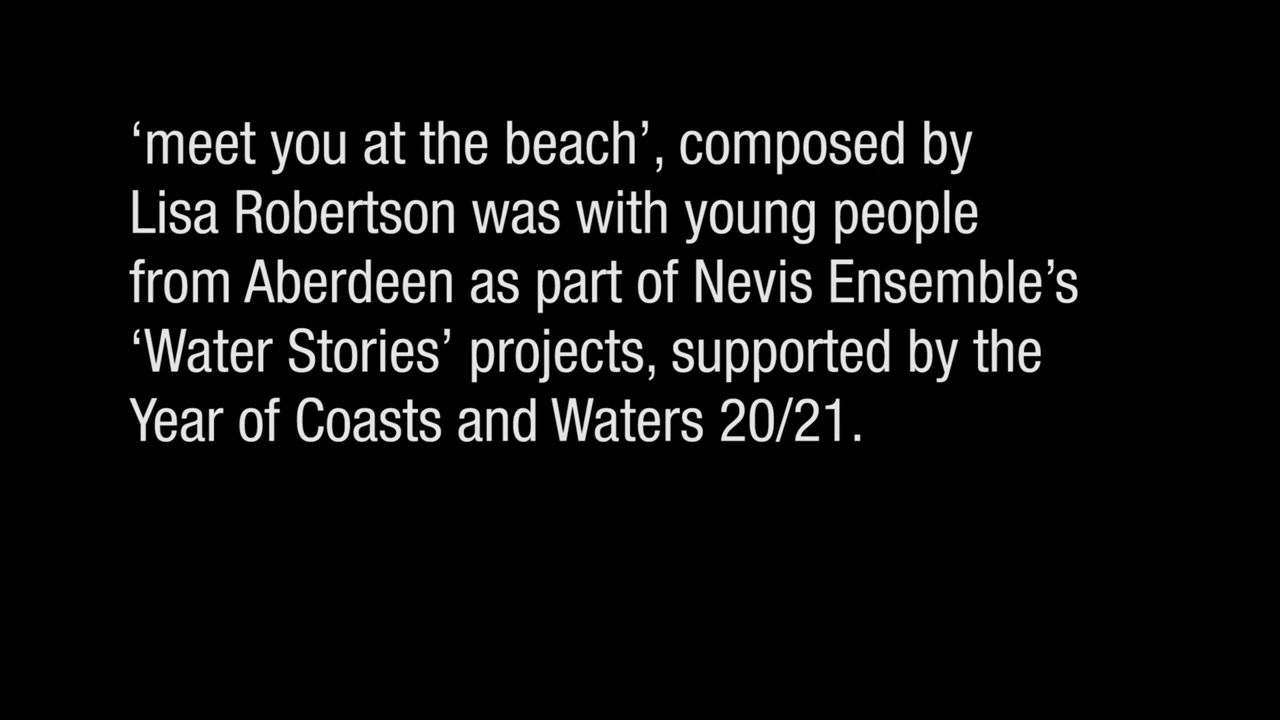 ‘meet you at the beach’, composed by
Lisa Robertson was with young people
from Aberdeen as part of Nevis Ensemble’s
‘Water Stories’ projects, supported by the
Year of Coasts and Waters 20/21.